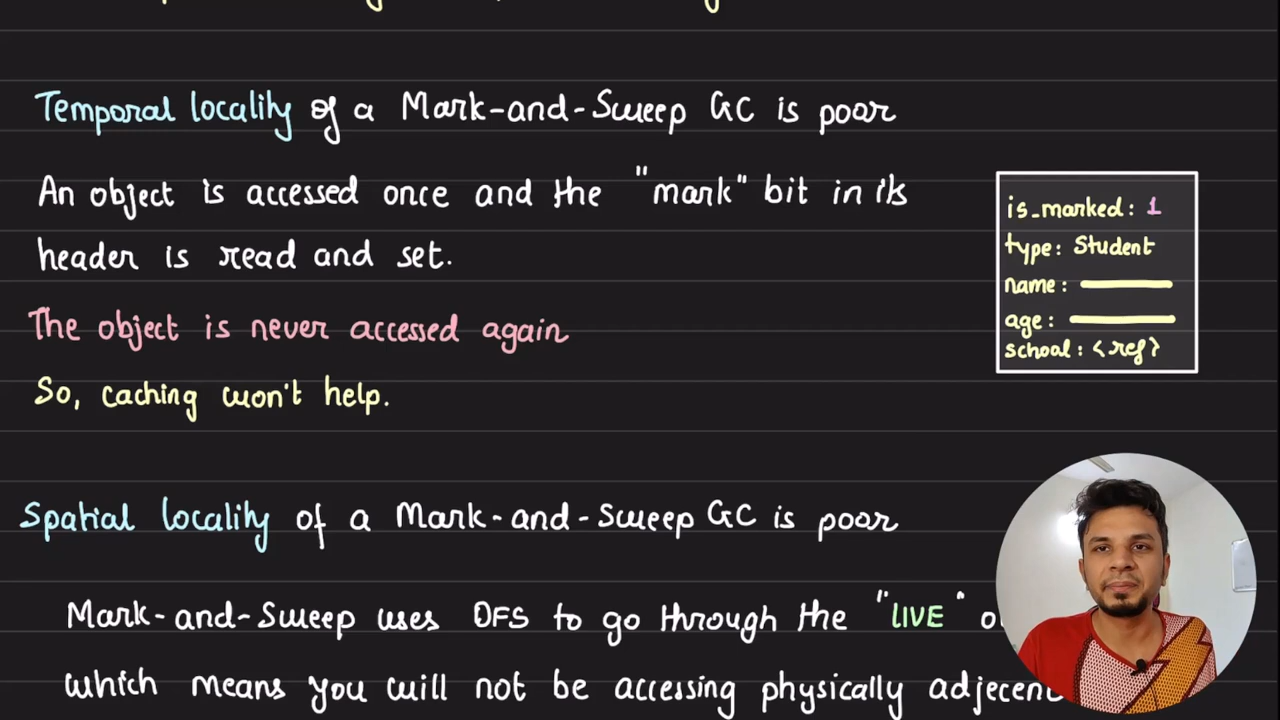 Temporal locality of a Mark-and-Sweep GC is poor
An object is accessed once and the "mark" bit in its
header is read and set.
The object is never accessed again
So, caching won't help.
is_marked: 1
type: Student
name:
age:
school: <ref>
Spatial locality of a Mark-and-Sweep GC is poor
Mark-and-Sweep uses DFS to go through the "LIVE"
which means you will not be accessing physically adjecent